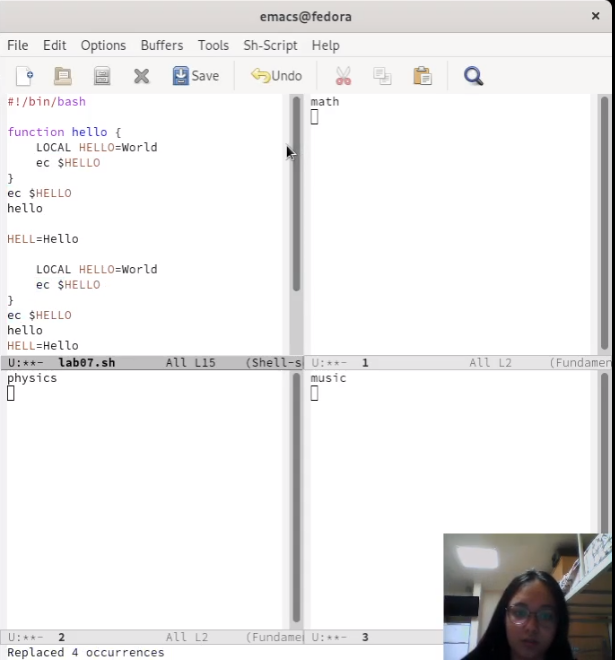 emacs@fedora
File Edit Options Buffers Tools Sh-Script Help
Save Undo
#!/bin/bash
function hello {
    LOCAL HELLO=World
    ec $HELLO
}
ec $HELLO
hello
HELL=Hello
    LOCAL HELLO=World
    ec $HELLO
}
ec $HELLO
hello
HELL=Hello
U:**- lab07.sh All L15 (Shell-s
math
U:**- 1 All L2 (Fundamen
physics
U:**- 2 All L2 (Fundame
music
U:**- 3
Replaced 4 occurrences